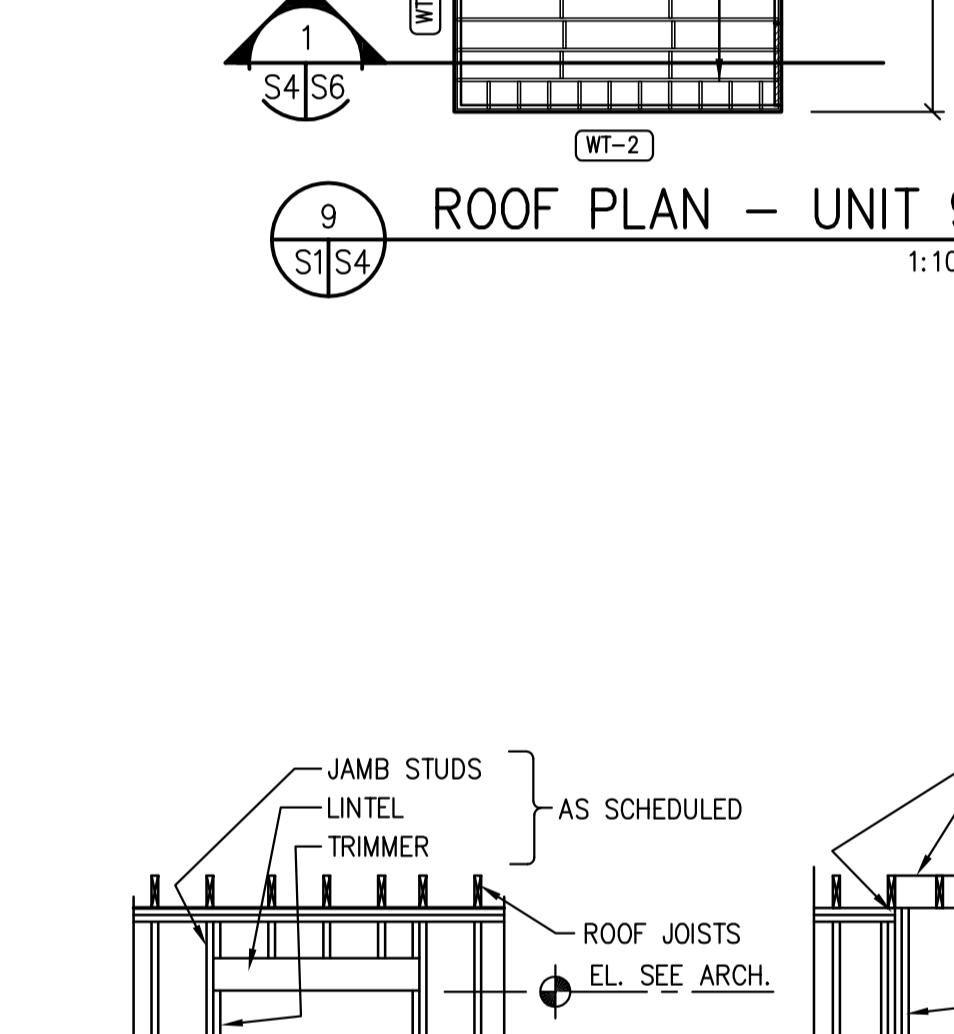 WT
1
S4 S6
WT-2
9
S1 S4
ROOF PLAN - UNIT
1:10
JAMB STUDS
LINTEL
TRIMMER
AS SCHEDULED
ROOF JOISTS
EL. SEE ARCH.